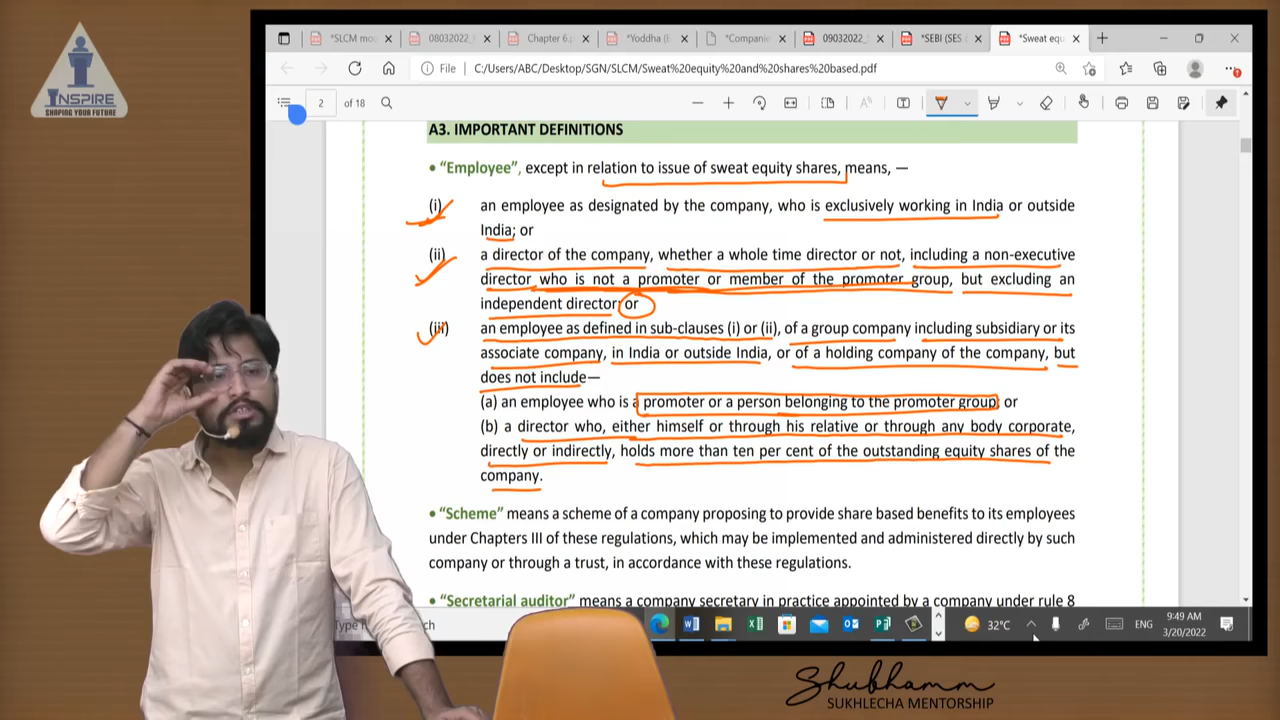 INSPIRE
SHAPING YOUR FUTURE
*SLCM mo
08032022_
Chapter 6.p
*Yoddha (E
*Companie
09032022_
*SEBI (SES
*Sweat equ
File
C:/Users/ABC/Desktop/SGN/SLCM/Sweat%20equity%20and%20shares%20based.pdf
2 of 18
A3. IMPORTANT DEFINITIONS
• “Employee”, except in relation to issue of sweat equity shares, means, —
(i) an employee as designated by the company, who is exclusively working in India or outside
India; or
(ii) a director of the company, whether a whole time director or not, including a non-executive
director who is not a promoter or member of the promoter group, but excluding an
independent director; or
(iii) an employee as defined in sub-clauses (i) or (ii), of a group company including subsidiary or its
associate company, in India or outside India, or of a holding company of the company, but
does not include—
(a) an employee who is a promoter or a person belonging to the promoter group; or
(b) a director who, either himself or through his relative or through any body corporate,
directly or indirectly, holds more than ten per cent of the outstanding equity shares of the
company.
• “Scheme” means a scheme of a company proposing to provide share based benefits to its employees
under Chapters III of these regulations, which may be implemented and administered directly by such
company or through a trust, in accordance with these regulations.
• “Secretarial auditor” means a company secretary in practice appointed by a company under rule 8
Type
ch
32°C
ENG
9:49 AM
3/20/2022
Shubhamm
SUKHLECHA MENTORSHIP